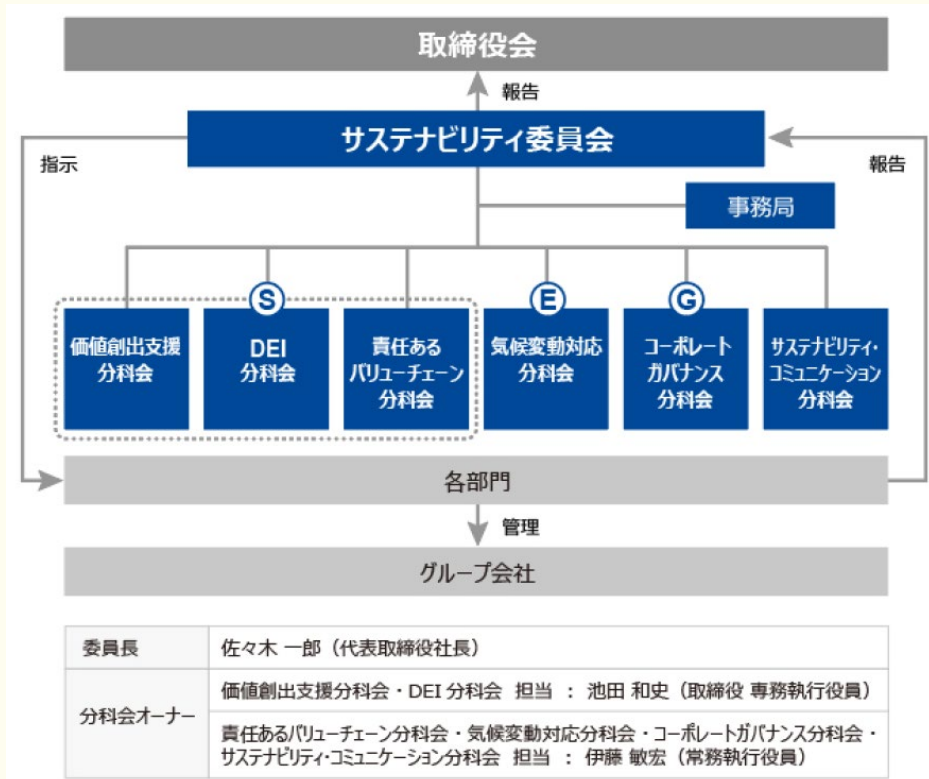 取締役会
報告
サステナビリティ委員会
指示
報告
事務局
S
E
G
価値創出支援
分科会
DEI
分科会
責任ある
バリューチェーン
分科会
気候変動対応
分科会
コーポレート
ガバナンス
分科会
サステナビリティ・
コミュニケーション
分科会
各部門
管理
グループ会社
委員長
佐々木 一郎（代表取締役社長）
分科会オーナー
価値創出支援分科会・DEI 分科会 担当 ： 池田 和史（取締役 専務執行役員）
責任あるバリューチェーン分科会・気候変動対応分科会・コーポレートガバナンス分科会・
サステナビリティ・コミュニケーション分科会 担当 ： 伊藤 敏宏（常務執行役員）